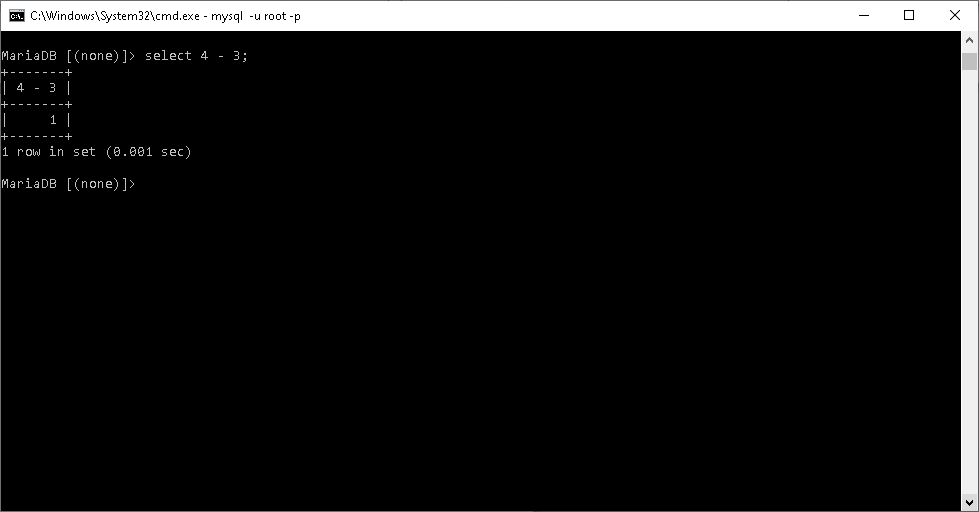 C:\Windows\System32\cmd.exe - mysql  -u root -p
MariaDB [(none)]> select 4 - 3;
+-------+
| 4 - 3 |
+-------+
|     1 |
+-------+
1 row in set (0.001 sec)
MariaDB [(none)]>